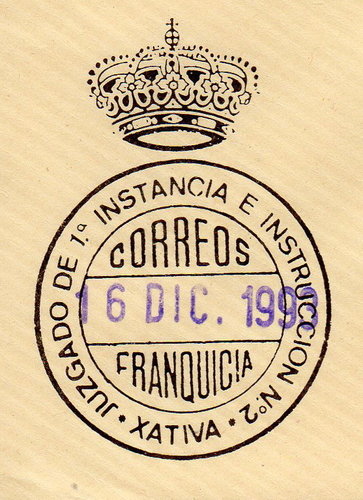 JUZGADO DE 1.ª INSTANCIA E INSTRUCCION N.º 2
CORREOS
16 DIC. 1993
FRANQUICIA
· XATIVA ·